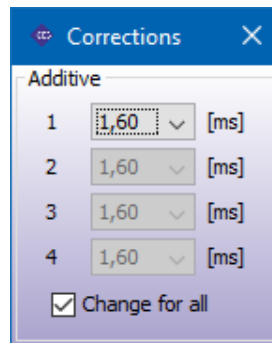 Corrections
Additive
1 1,60 [ms]
2 1,60 [ms]
3 1,60 [ms]
4 1,60 [ms]
Change for all